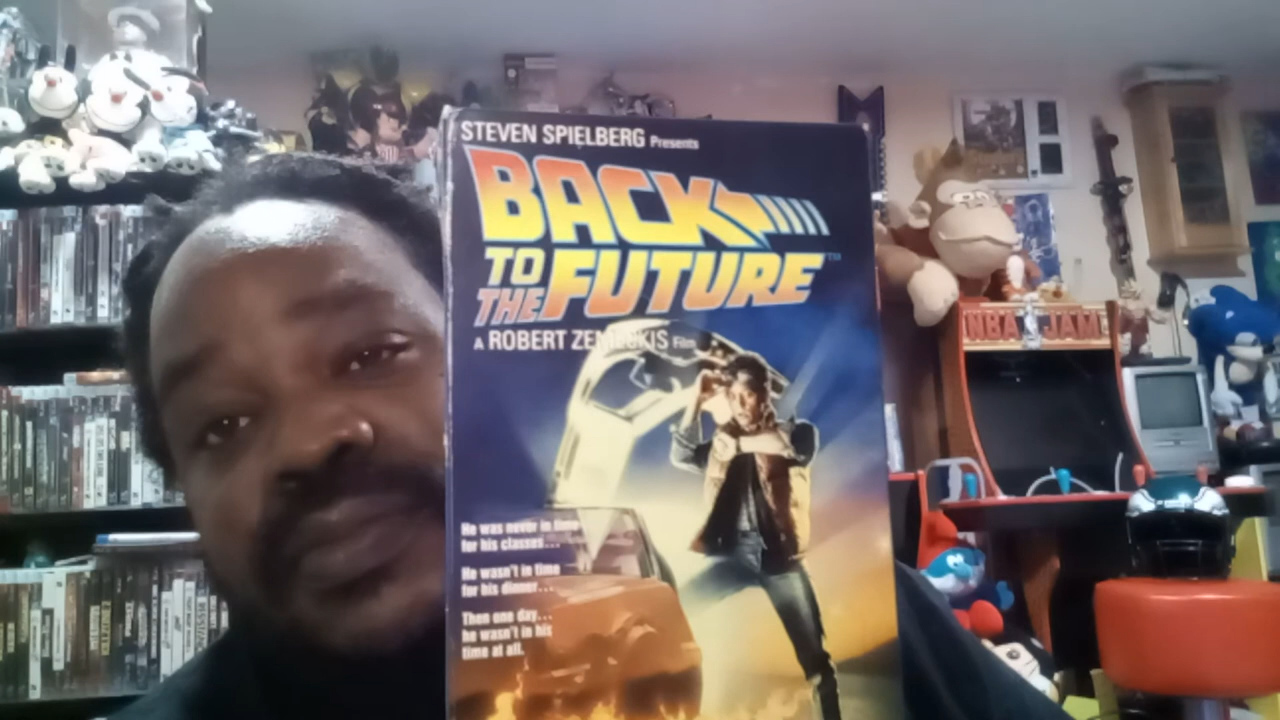 STEVEN SPIELBERG Presents
BACK
TO
THE FUTURE™
A ROBERT ZEMECKIS Film
He was never in time
for his classes...
He wasn't in time
for his dinner...
Then one day...
he wasn't in his
time at all.
NBA JAM